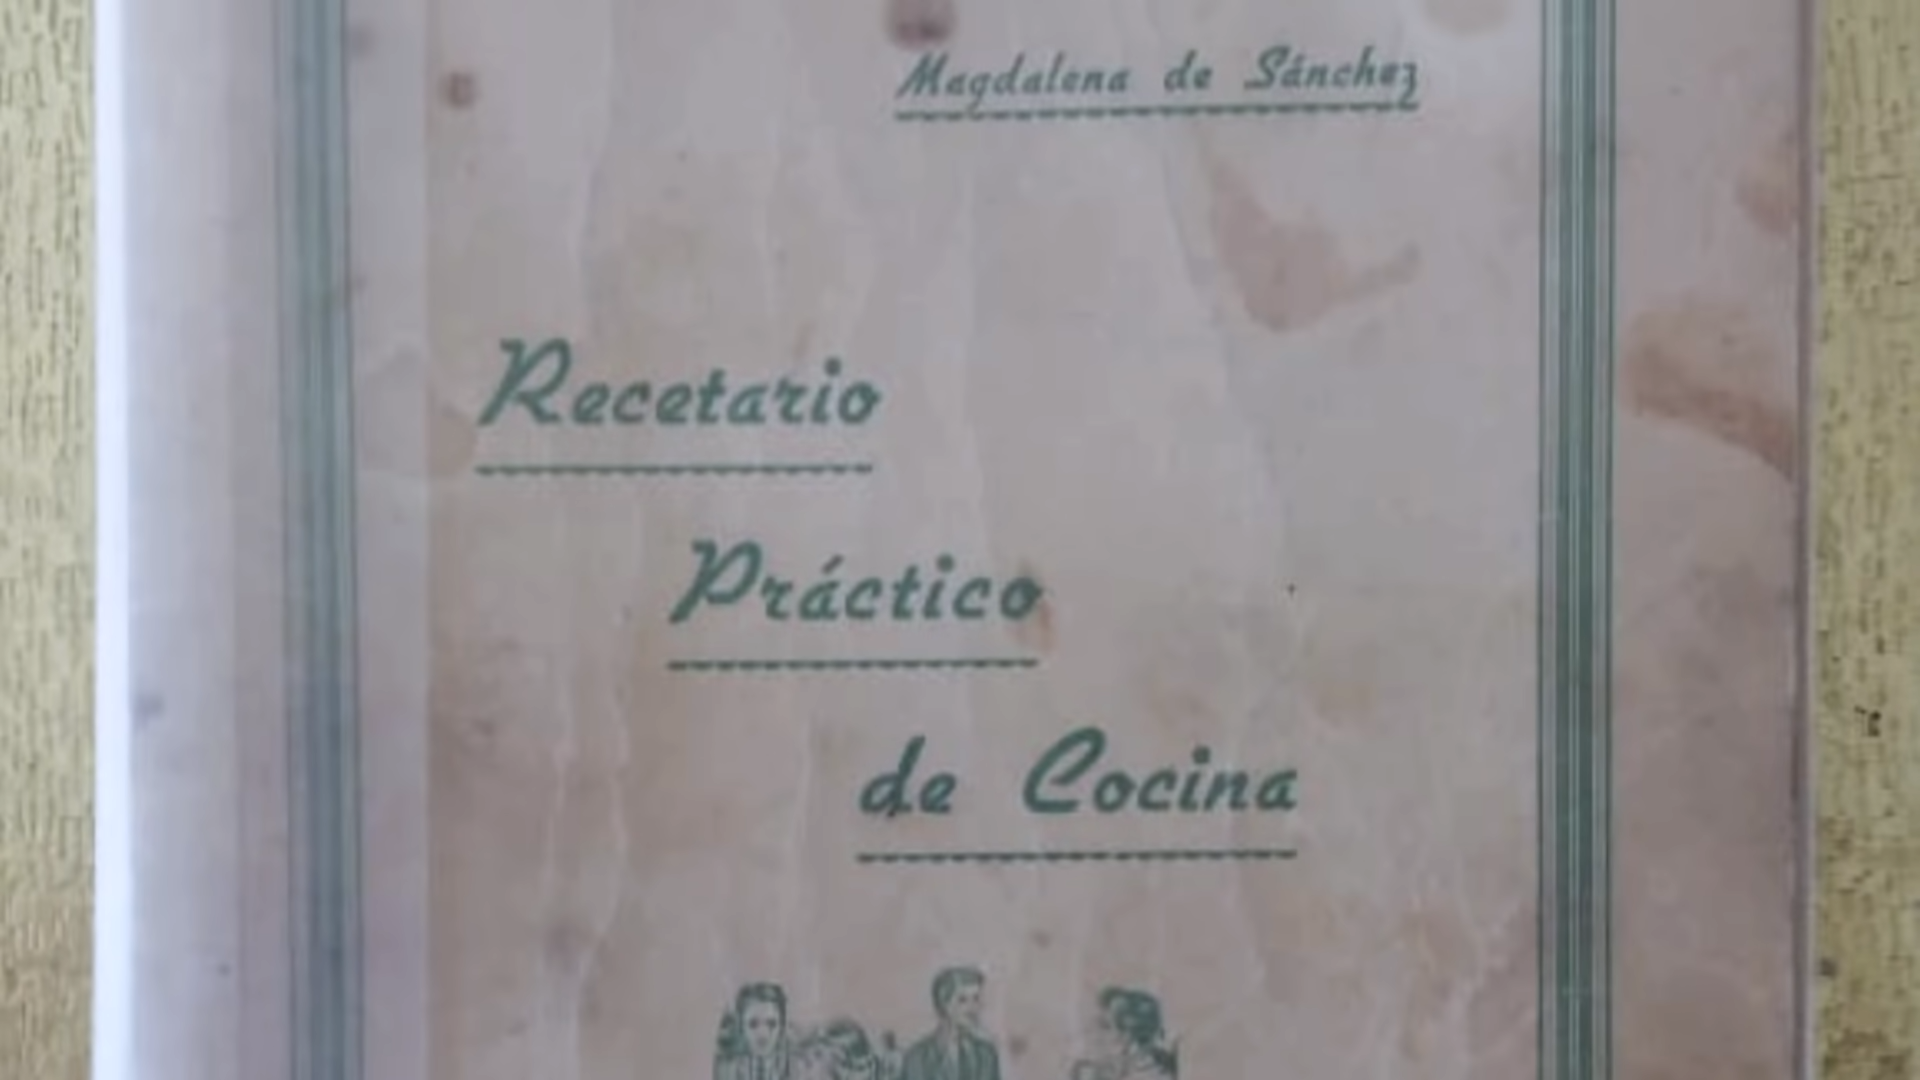 Magdalena de Sánchez
Recetario
Práctico
de Cocina